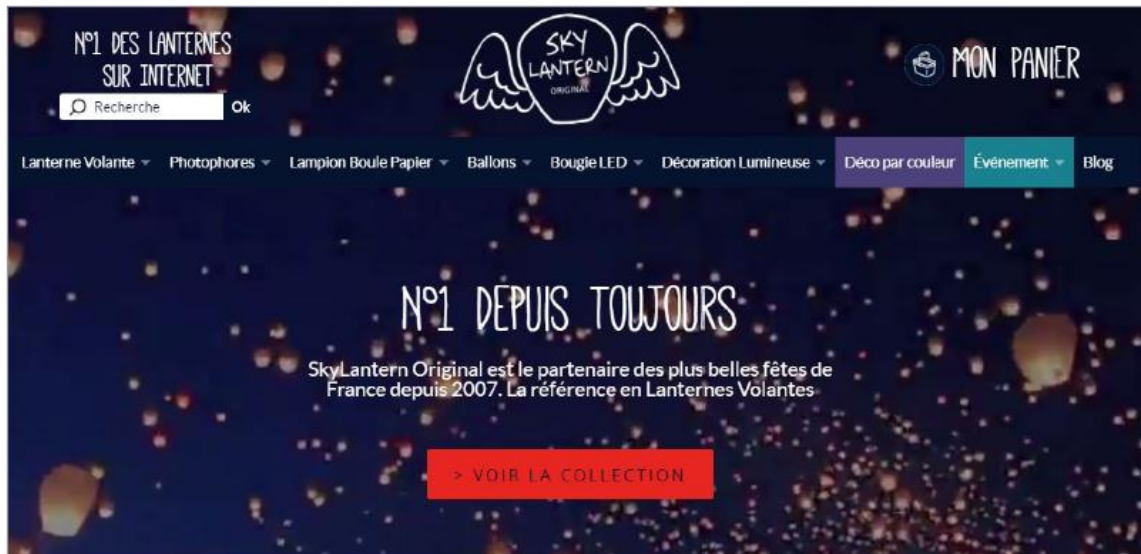 N°1 DES LANTERNES
SUR INTERNET
Recherche Ok
SKY
LANTERN
ORIGINAL
MON PANIER
Lanterne Volante Photophores Lampion Boule Papier Ballons Bougie LED Décoration Lumineuse Déco par couleur Événement Blog
N°1 DEPUIS TOUJOURS
SkyLantern Original est le partenaire des plus belles fêtes de
France depuis 2007. La référence en Lanternes Volantes
> VOIR LA COLLECTION